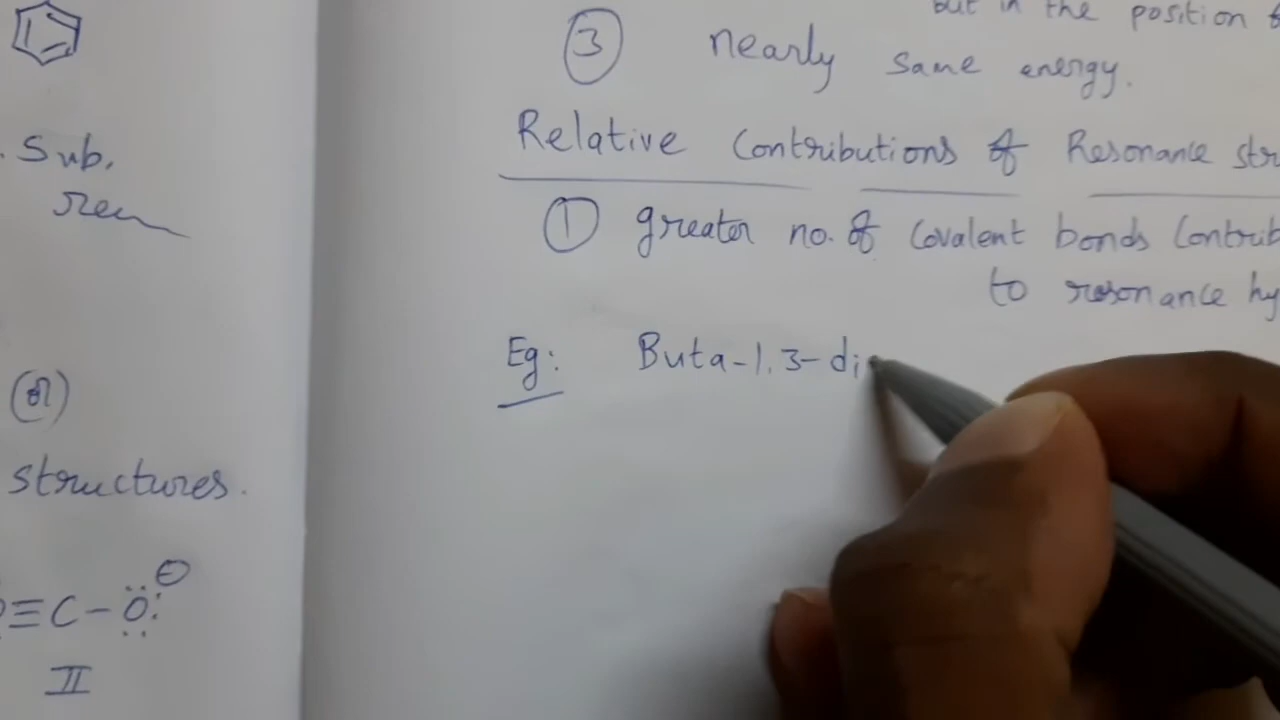 . Sub.
structures.
≡C-O:⊖
II
but in the position
③ nearly same energy.
Relative Contributions of Resonance str
① greater no. of Covalent bonds Contrib
to resonance hy
Eg: Buta-1,3-di